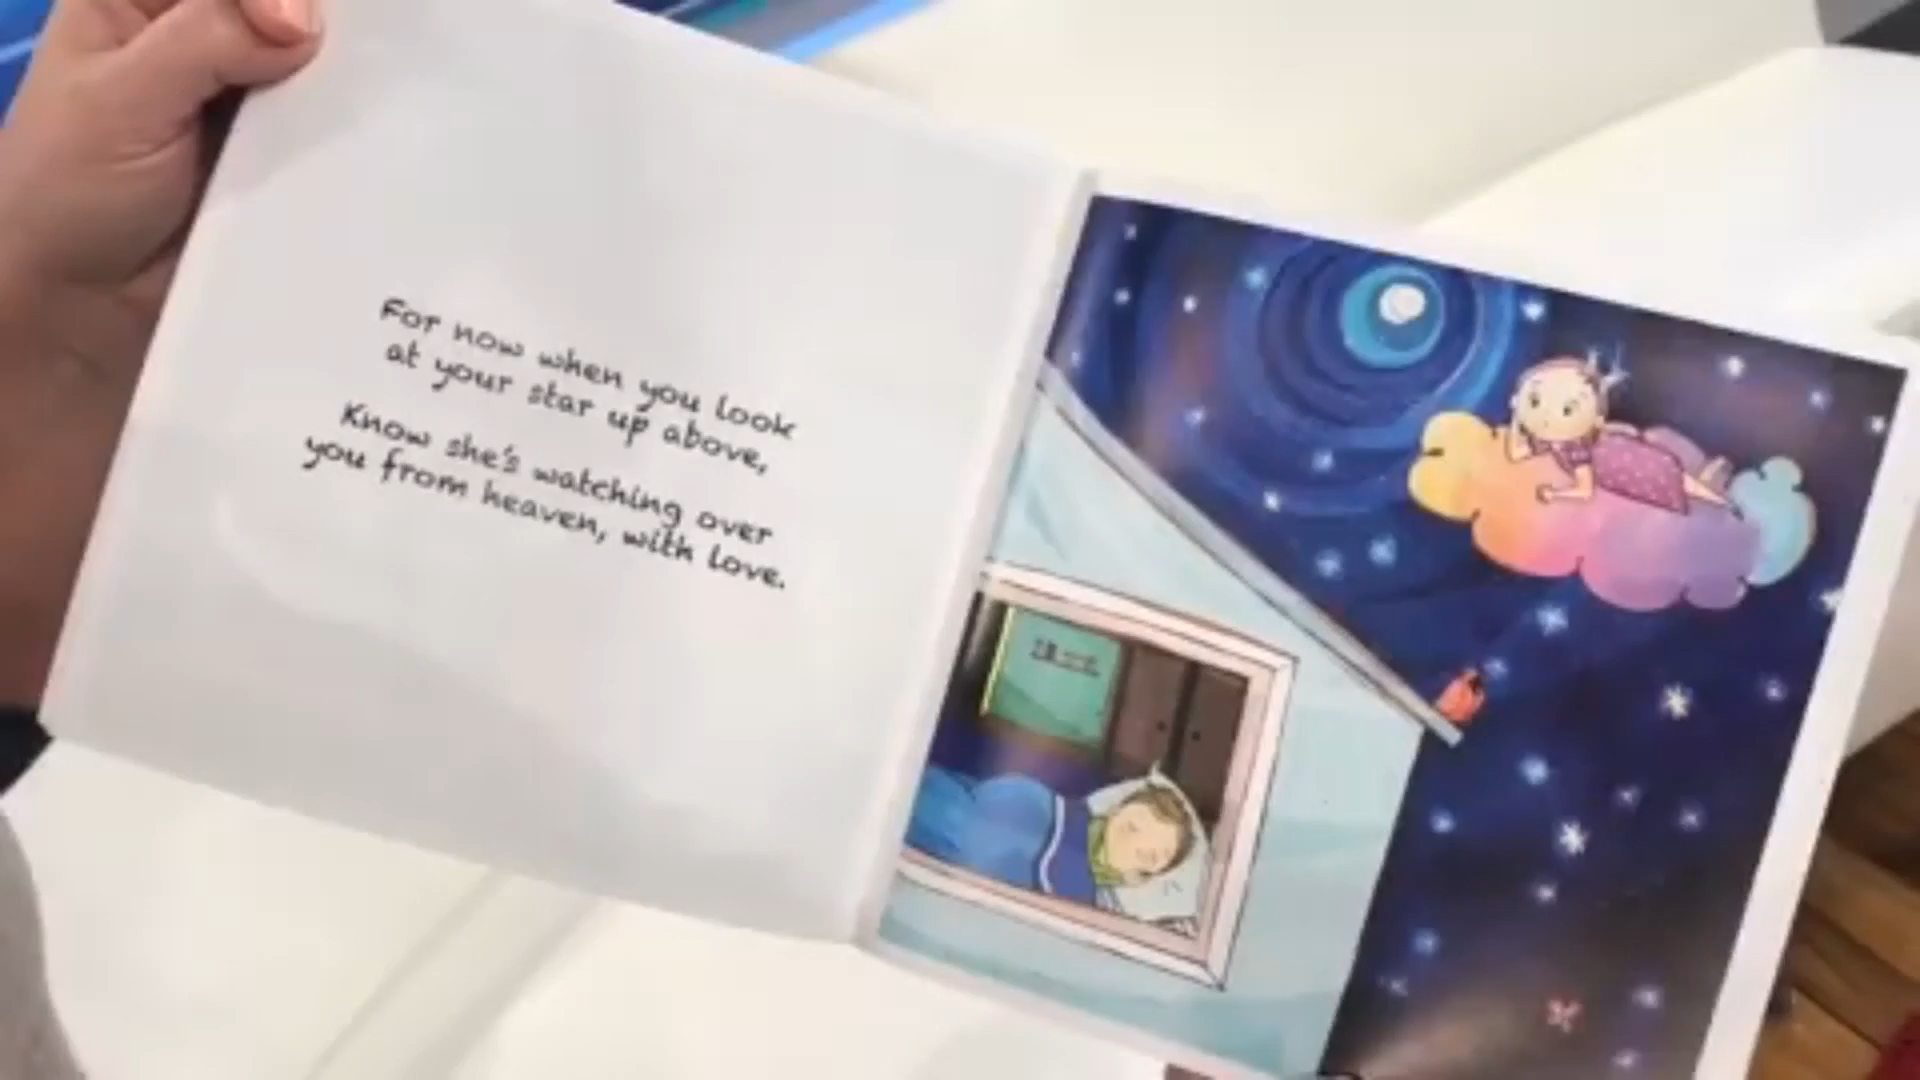 For now when you look
at your star up above,
Know she's watching over
you from heaven, with love.